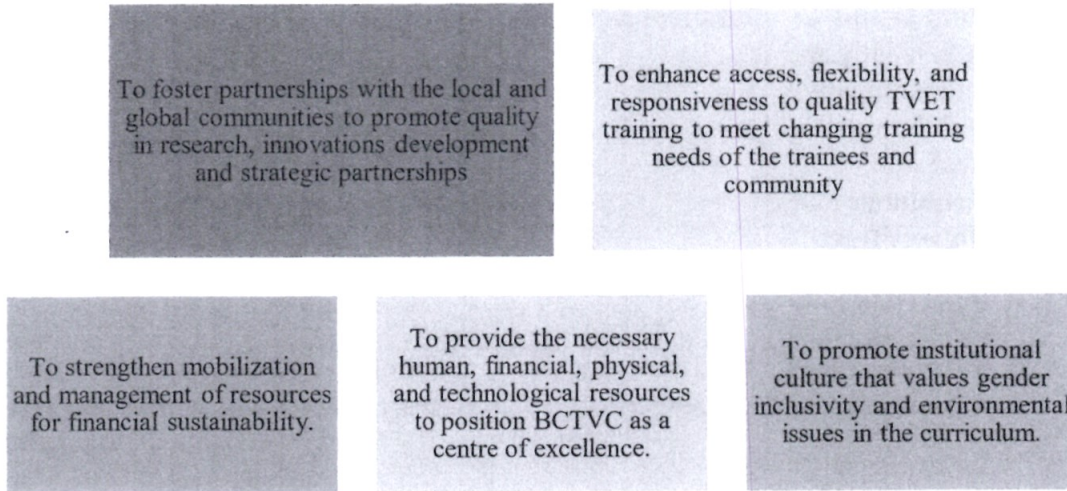 To foster partnerships with the local and
global communities to promote quality
in research, innovations development
and strategic partnerships
To enhance access, flexibility, and
responsiveness to quality TVET
training to meet changing training
needs of the trainees and
community
To strengthen mobilization
and management of resources
for financial sustainability.
To provide the necessary
human, financial, physical,
and technological resources
to position BCTVC as a
centre of excellence.
To promote institutional
culture that values gender
inclusivity and environmental
issues in the curriculum.